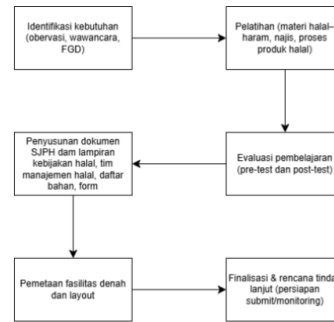 Identifikasi kebutuhan
(obervasi, wawancara,
FGD)
Pelatihan (materi halal–
haram, najis, proses
produk halal)
Evaluasi pembelajaran
(pre-test dan post-test)
Penyusunan dokumen
SJPH dam lampiran
kebijakan halal, tim
manajemen halal, daftar
bahan, form
Pemetaan fasilitas denah
dan layout
Finalisasi & rencana tinda
lanjut (persiapan
submit/monitoring)